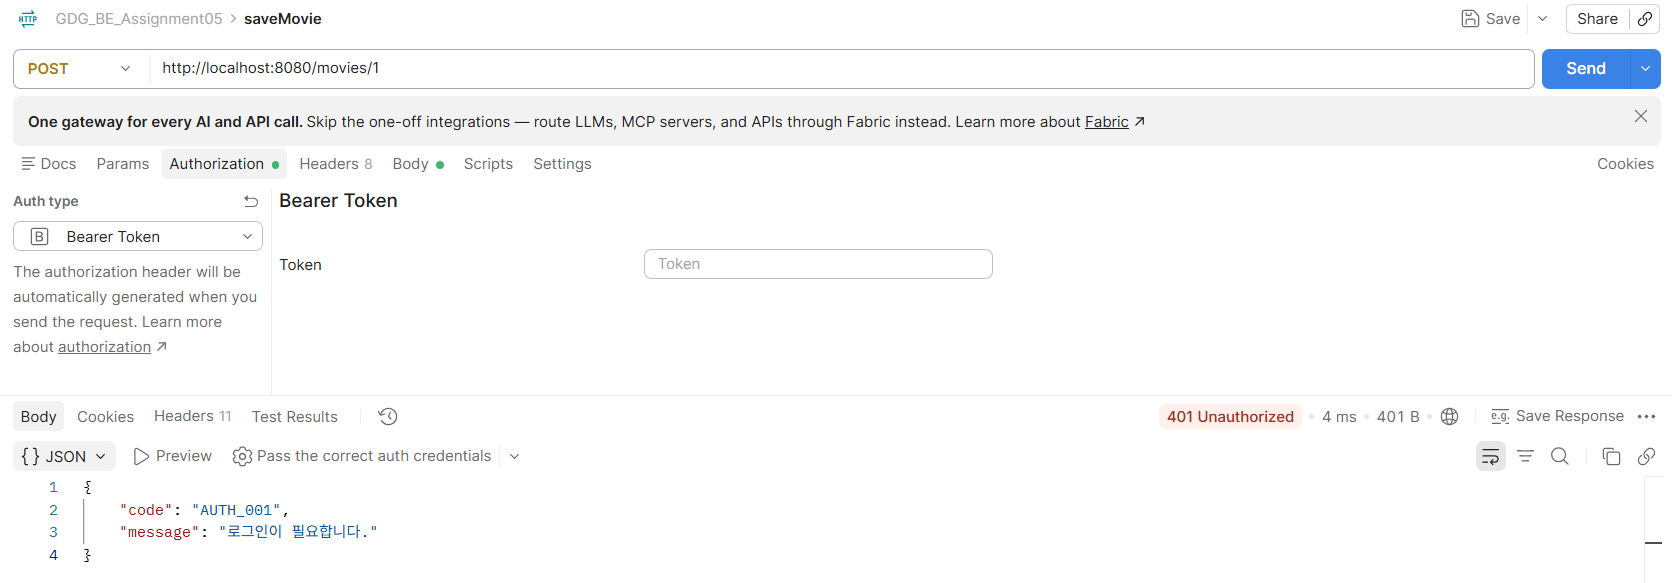 HTTP GDG_BE_Assignment05 > saveMovie Save Share
POST http://localhost:8080/movies/1 Send
One gateway for every AI and API call. Skip the one-off integrations — route LLMs, MCP servers, and APIs through Fabric instead. Learn more about Fabric ↗
Docs Params Authorization Headers 8 Body Scripts Settings Cookies
Auth type
Bearer Token
B Bearer Token
Token Token
The authorization header will be
automatically generated when you
send the request. Learn more
about authorization ↗
Body Cookies Headers 11 Test Results 401 Unauthorized • 4 ms • 401 B • e.g. Save Response
{} JSON Preview Pass the correct auth credentials
1 {
2 "code": "AUTH_001",
3 "message": "로그인이 필요합니다."
4 }